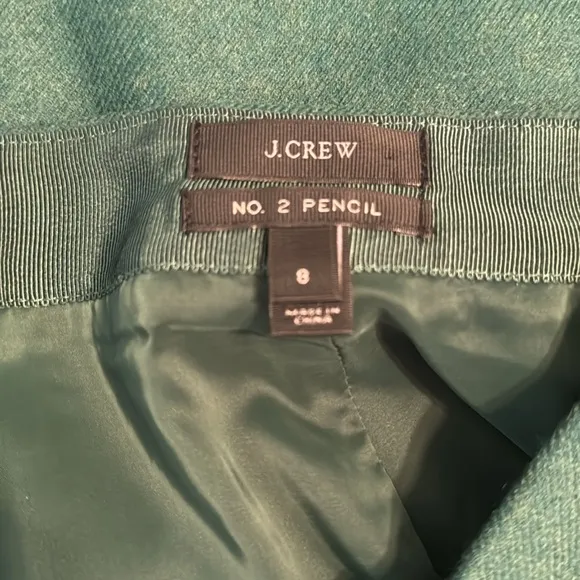 J.CREW
NO. 2 PENCIL
8
MADE IN
CHINA